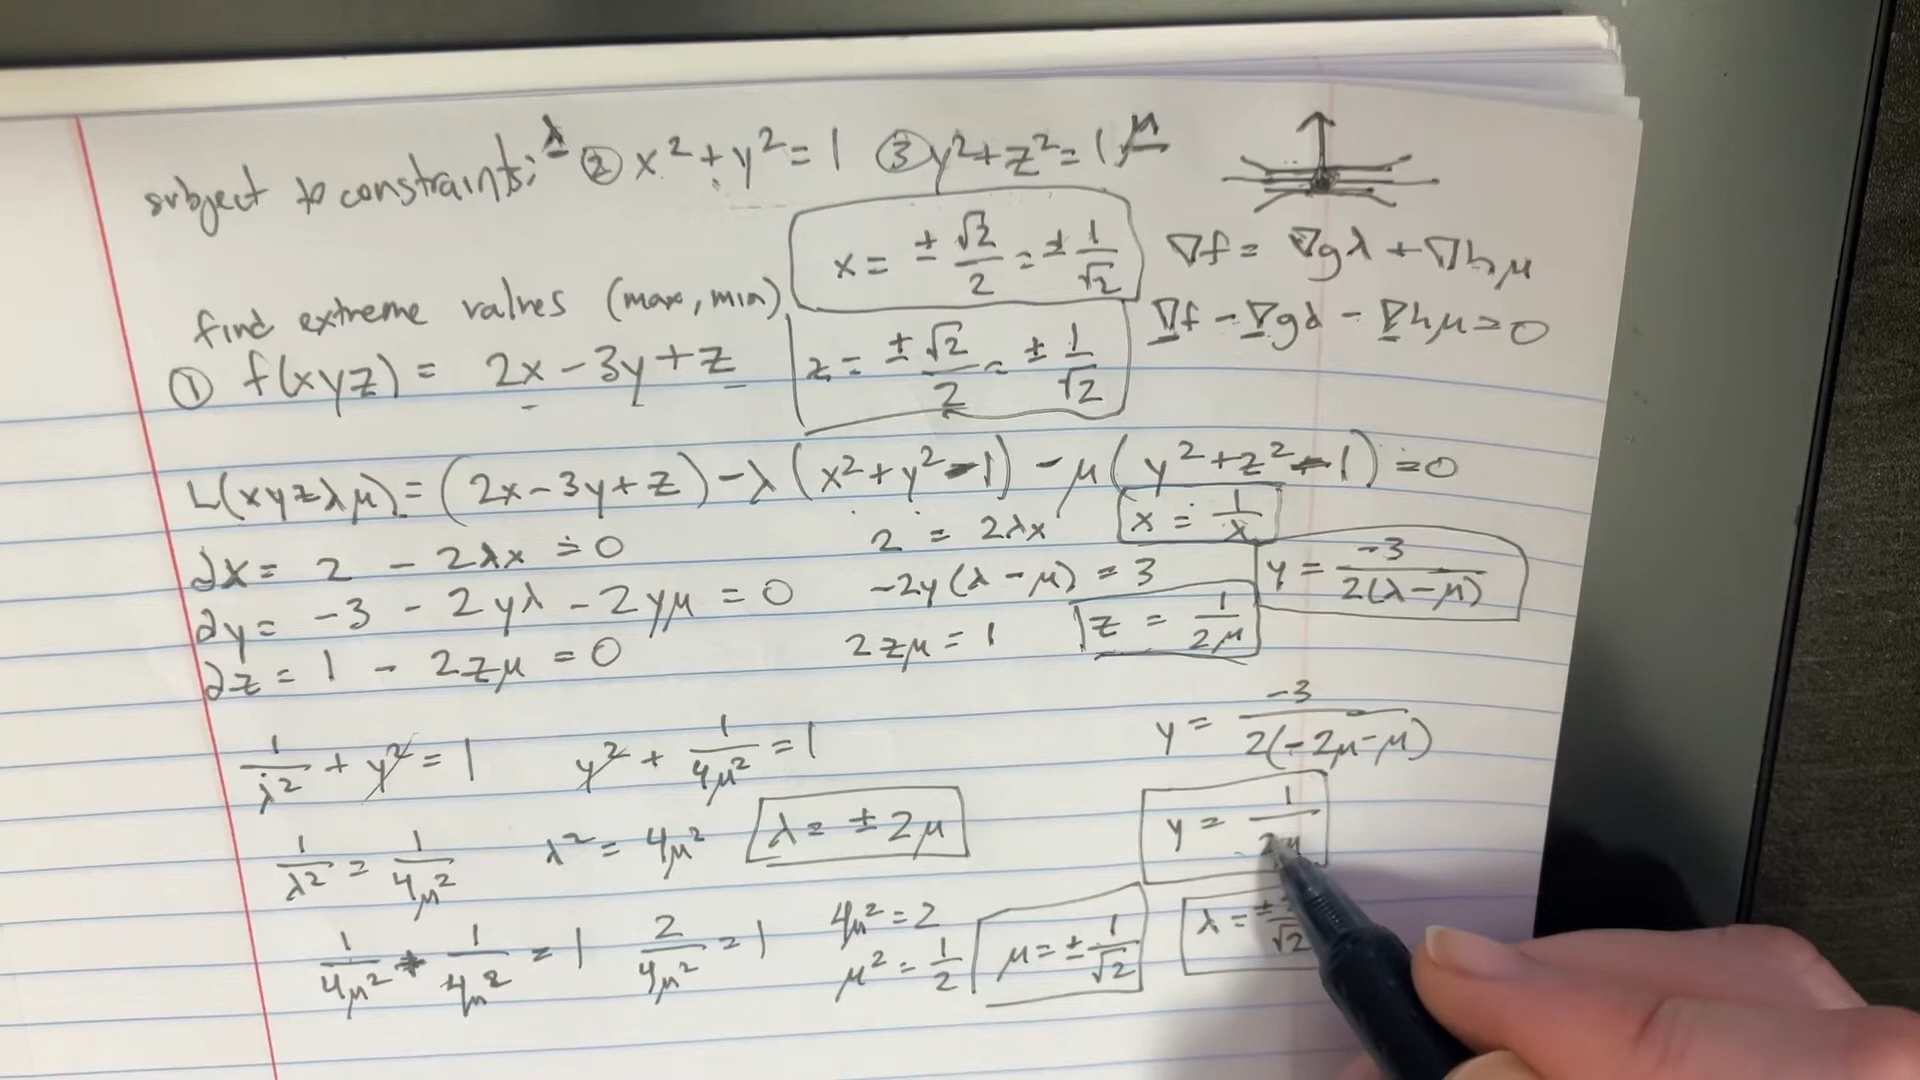 subject to constraints: λ ② x² + y² = 1 ③ y² + z² = 1 μ
x = ± √2/2 = ± 1/√2
∇f = ∇gλ + ∇hμ
find extreme values (max, min)
∇f - ∇gλ - ∇hμ = 0
① f(xyz) = 2x - 3y + z
z = ± √2/2 = ± 1/√2
L(xyzλμ) = (2x - 3y + z) - λ(x² + y² - 1) - μ(y² + z² - 1) = 0
∂x = 2 - 2λx = 0
2 = 2λx
x = 1/λ
∂y = -3 - 2yλ - 2yμ = 0
-2y(λ - μ) = 3
y = -3/2(λ - μ)
∂z = 1 - 2zμ = 0
2zμ = 1
z = 1/2μ
1/λ² + y² = 1
y² + 1/4μ² = 1
y = -3/2(-2μ - μ)
1/λ² = 1/4μ²
λ² = 4μ²
λ = ± 2μ
y = 1/2μ
1/4μ² + 1/4μ² = 1
2/4μ² = 1
4μ² = 2
μ² = 1/2
μ = ± 1/√2